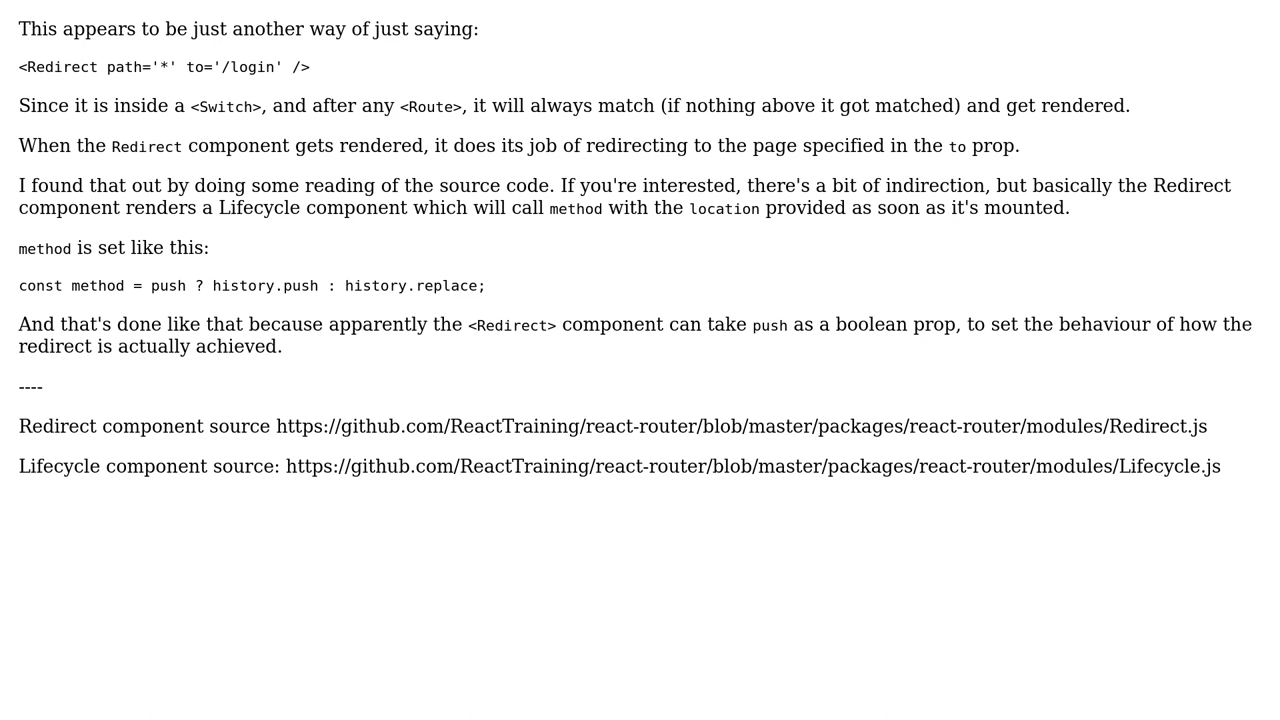 This appears to be just another way of just saying:
<Redirect path='*' to='/login' />
Since it is inside a <Switch>, and after any <Route>, it will always match (if nothing above it got matched) and get rendered.
When the Redirect component gets rendered, it does its job of redirecting to the page specified in the to prop.
I found that out by doing some reading of the source code. If you're interested, there's a bit of indirection, but basically the Redirect
component renders a Lifecycle component which will call method with the location provided as soon as it's mounted.
method is set like this:
const method = push ? history.push : history.replace;
And that's done like that because apparently the <Redirect> component can take push as a boolean prop, to set the behaviour of how the
redirect is actually achieved.
----
Redirect component source https://github.com/ReactTraining/react-router/blob/master/packages/react-router/modules/Redirect.js
Lifecycle component source: https://github.com/ReactTraining/react-router/blob/master/packages/react-router/modules/Lifecycle.js